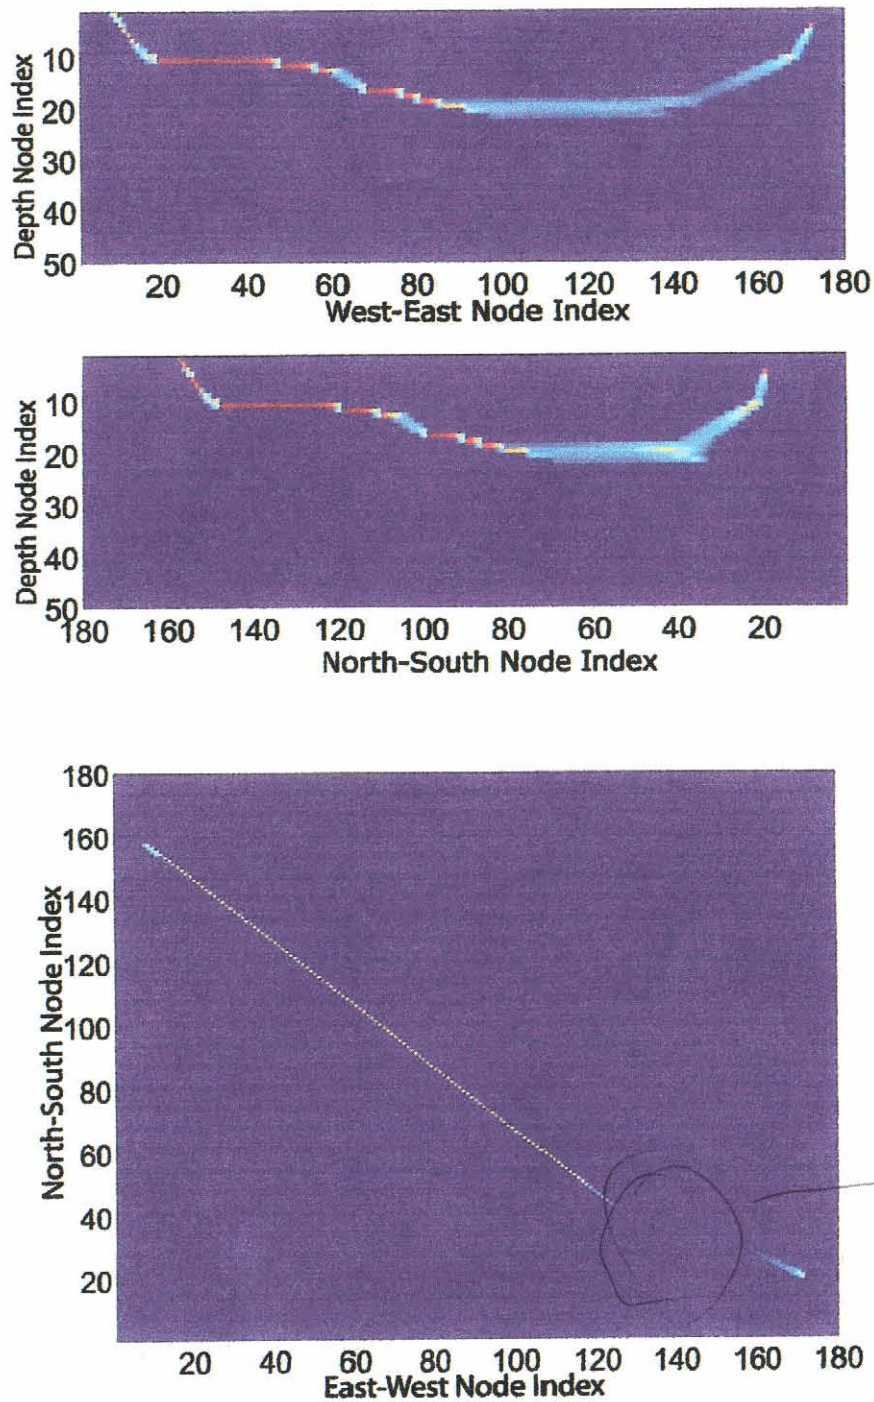 10
20
30
40
50
Depth Node Index
20 40 60 80 100 120 140 160 180
West-East Node Index
10
20
30
40
50
Depth Node Index
180 160 140 120 100 80 60 40 20
North-South Node Index
180
160
140
120
100
80
60
40
20
North-South Node Index
20 40 60 80 100 120 140 160 180
East-West Node Index